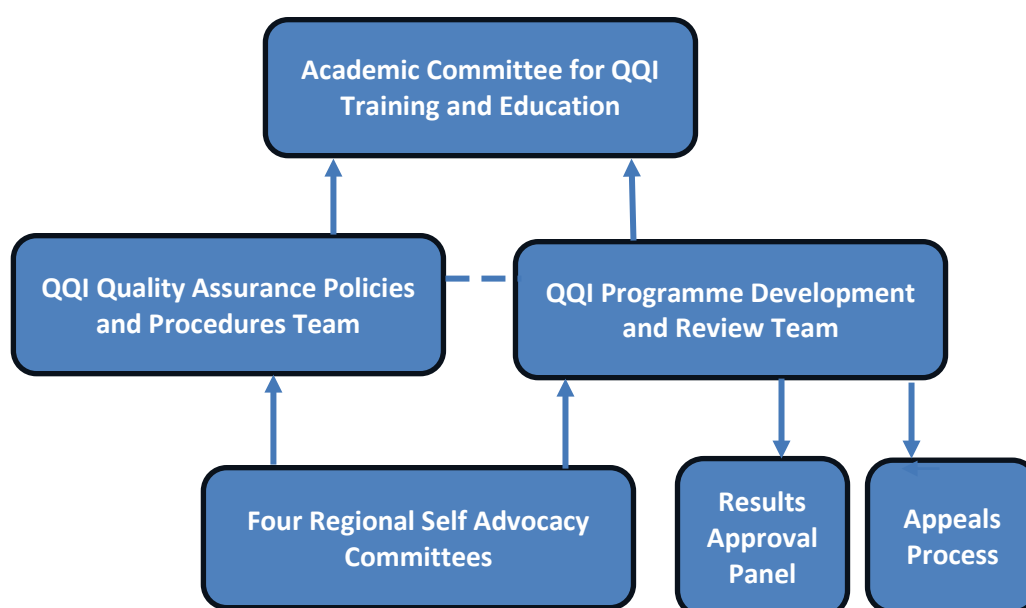 Academic Committee for QQI
Training and Education
QQI Quality Assurance Policies
and Procedures Team
QQI Programme Development
and Review Team
Four Regional Self Advocacy
Committees
Results
Approval
Panel
Appeals
Process